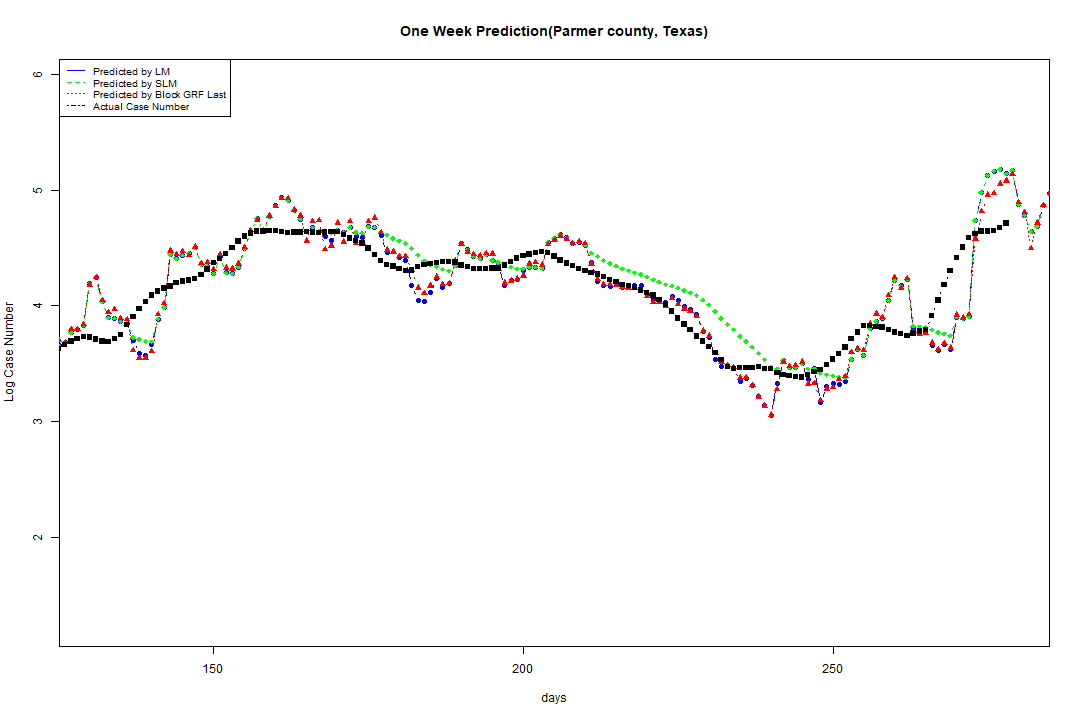 One Week Prediction(Parmer county, Texas)
Predicted by LM
Predicted by SLM
Predicted by Block GRF Last
Actual Case Number
6
5
4
3
2
Log Case Number
150
200
250
days